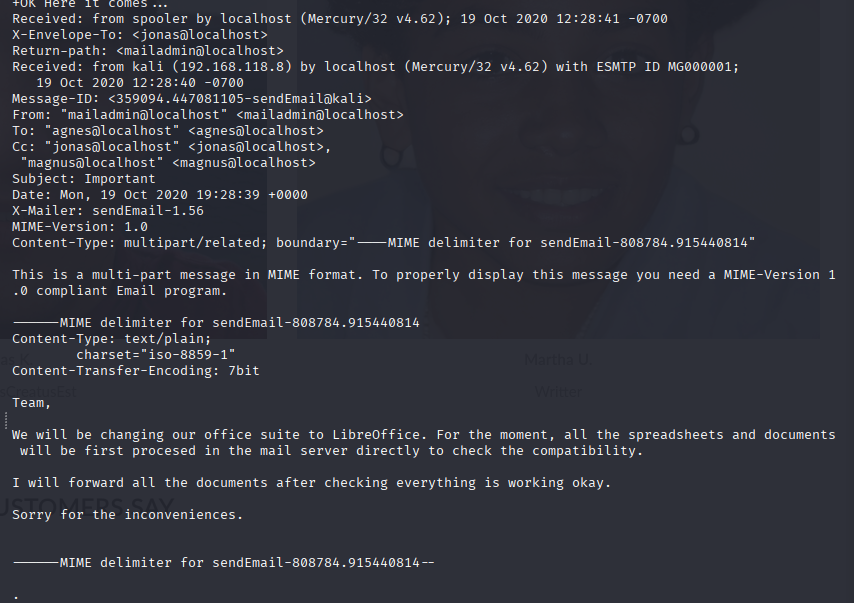 +OK Here it comes...
Received: from spooler by localhost (Mercury/32 v4.62); 19 Oct 2020 12:28:41 -0700
X-Envelope-To: <jonas@localhost>
Return-path: <mailadmin@localhost>
Received: from kali (192.168.118.8) by localhost (Mercury/32 v4.62) with ESMTP ID MG000001;
   19 Oct 2020 12:28:40 -0700
Message-ID: <359094.447081105-sendEmail@kali>
From: "mailadmin@localhost" <mailadmin@localhost>
To: "agnes@localhost" <agnes@localhost>
Cc: "jonas@localhost" <jonas@localhost>,
 "magnus@localhost" <magnus@localhost>
Subject: Important
Date: Mon, 19 Oct 2020 19:28:39 +0000
X-Mailer: sendEmail-1.56
MIME-Version: 1.0
Content-Type: multipart/related; boundary="----MIME delimiter for sendEmail-808784.915440814"

This is a multi-part message in MIME format. To properly display this message you need a MIME-Version 1
.0 compliant Email program.

------MIME delimiter for sendEmail-808784.915440814
Content-Type: text/plain;
        charset="iso-8859-1"
Content-Transfer-Encoding: 7bit
Martha U.
Writter

Team,

We will be changing our office suite to LibreOffice. For the moment, all the spreadsheets and documents
 will be first procesed in the mail server directly to check the compatibility.

I will forward all the documents after checking everything is working okay.
USTOMERS SAY

Sorry for the inconveniences.

------MIME delimiter for sendEmail-808784.915440814--

.